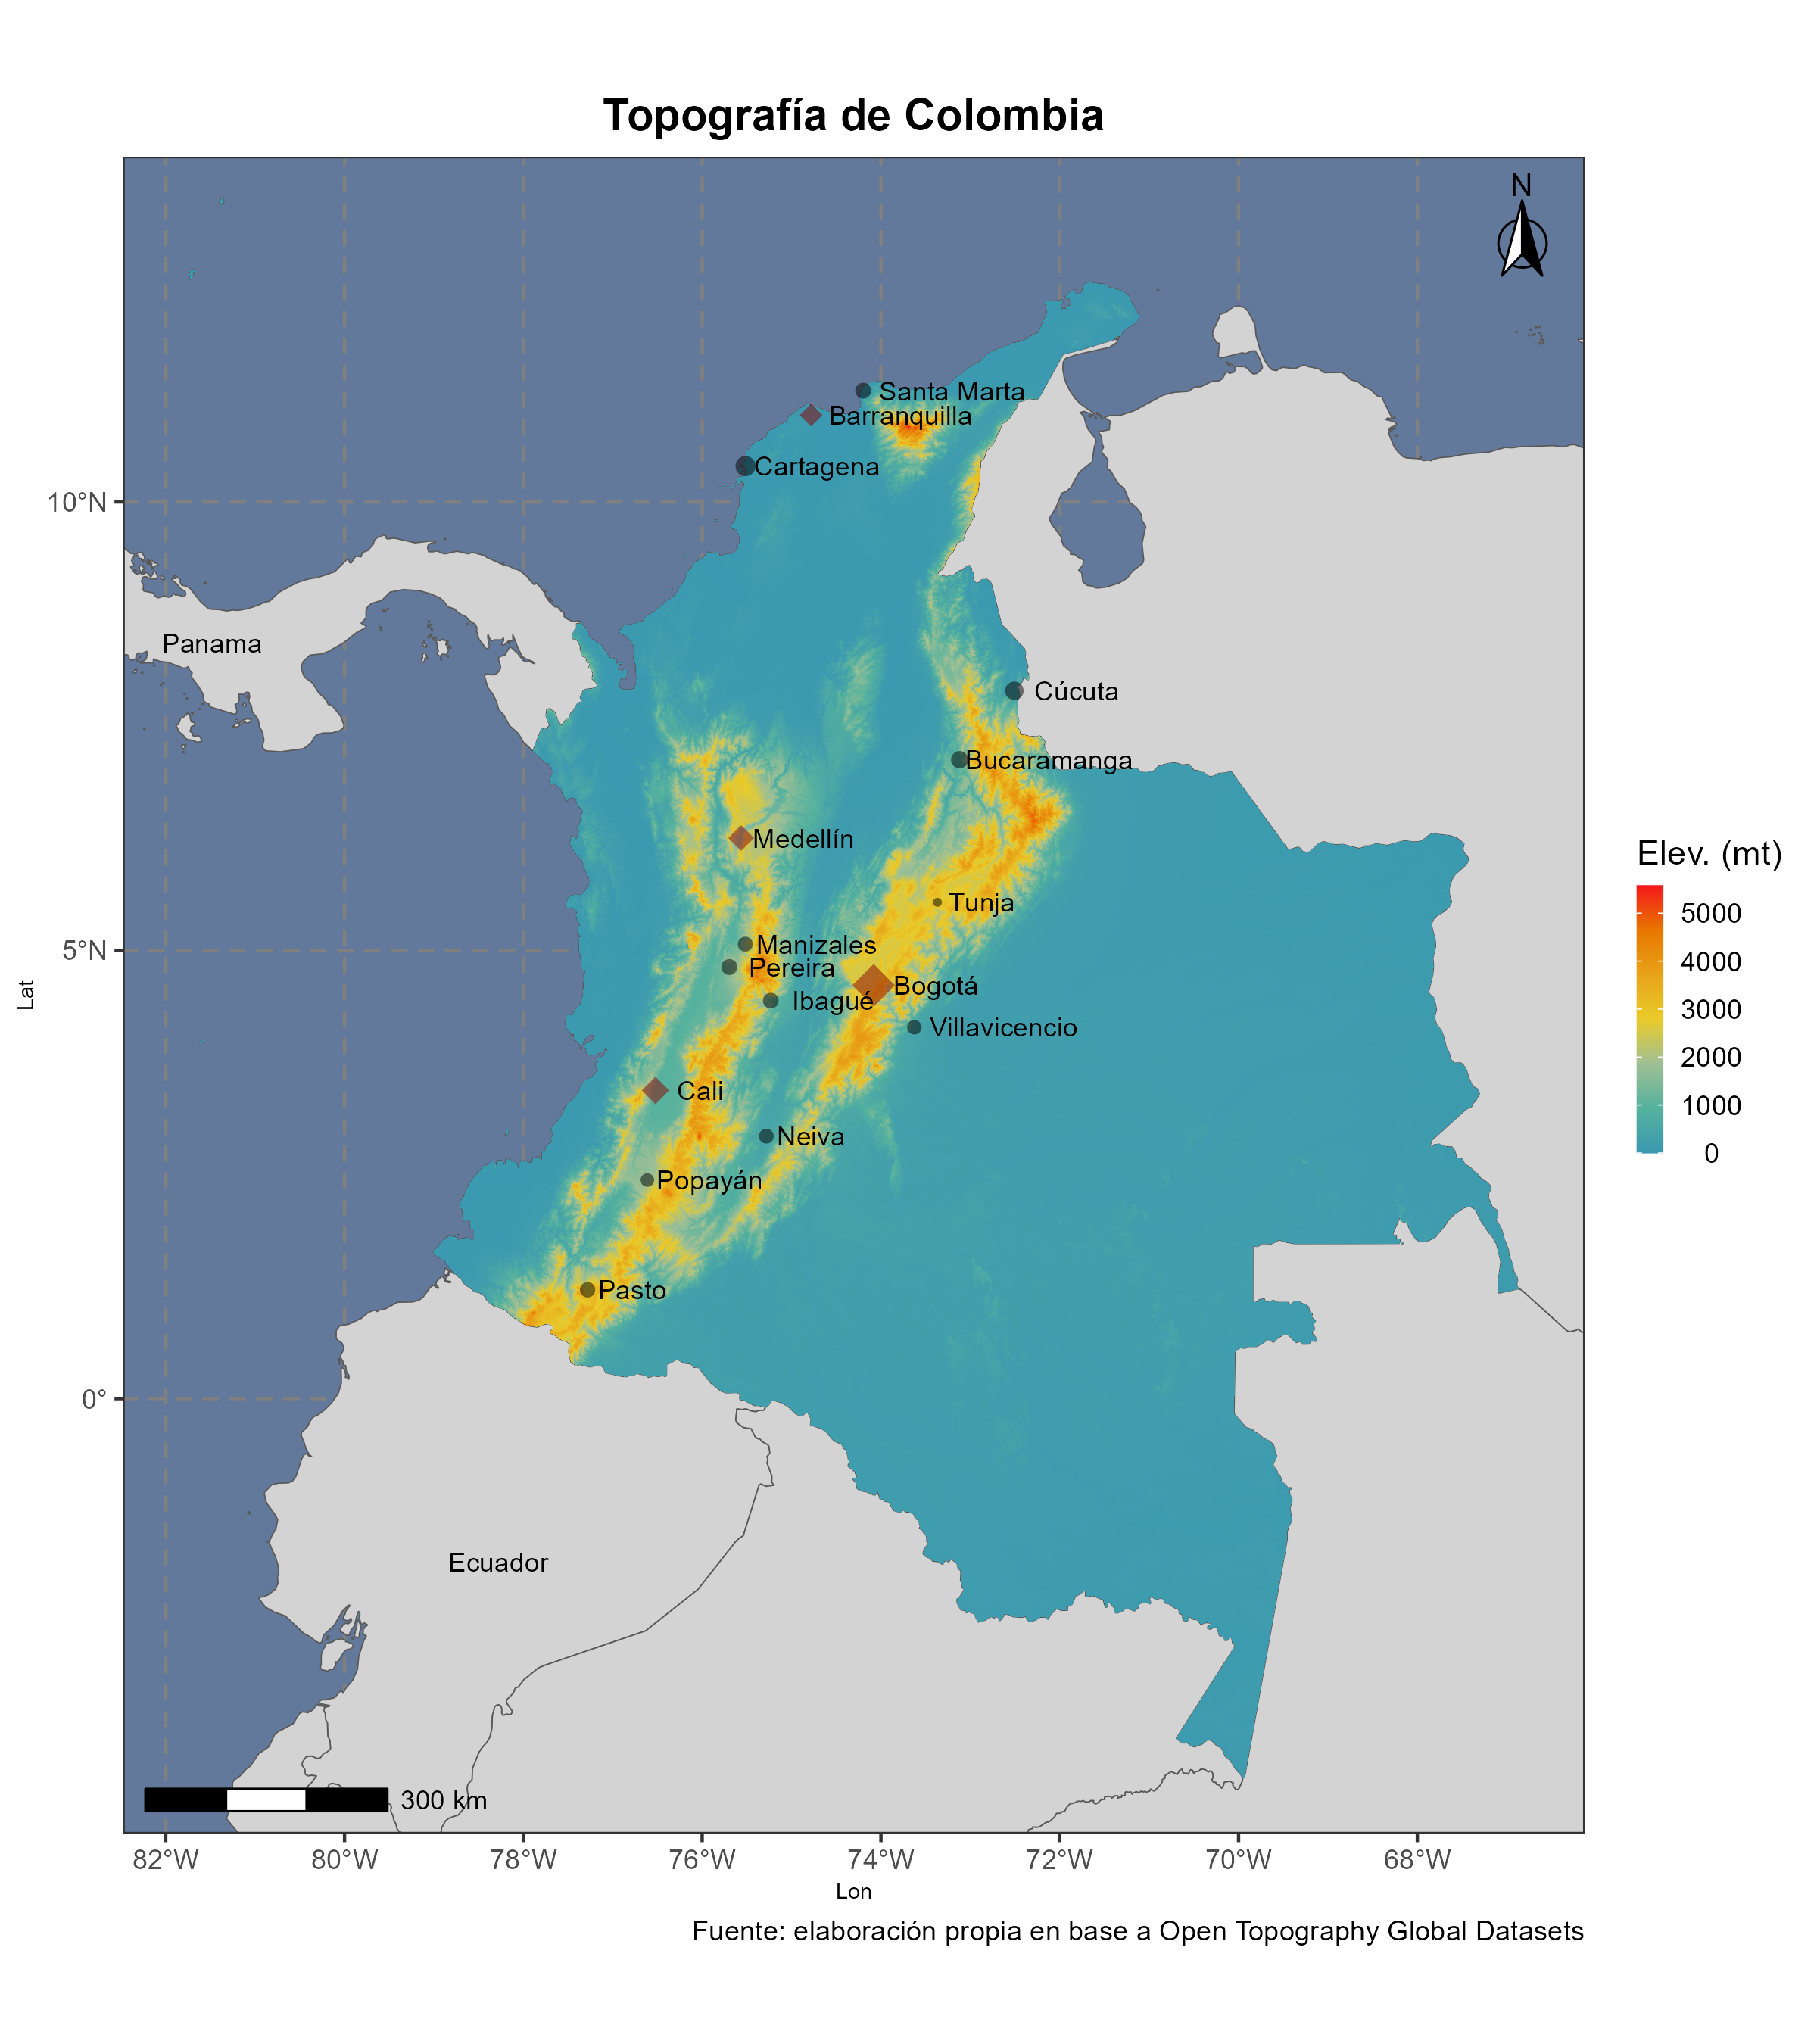 Topografía de Colombia
N
Santa Marta
Barranquilla
Cartagena
10°N
Panama
Cúcuta
Bucaramanga
Medellín
Elev. (mt)
5000
4000
3000
2000
1000
0
Tunja
Manizales
5°N
Pereira
Bogotá
Ibagué
Lat
Villavicencio
Cali
Neiva
Popayán
Pasto
0°
Ecuador
300 km
82°W 80°W 78°W 76°W 74°W 72°W 70°W 68°W
Lon
Fuente: elaboración propia en base a Open Topography Global Datasets